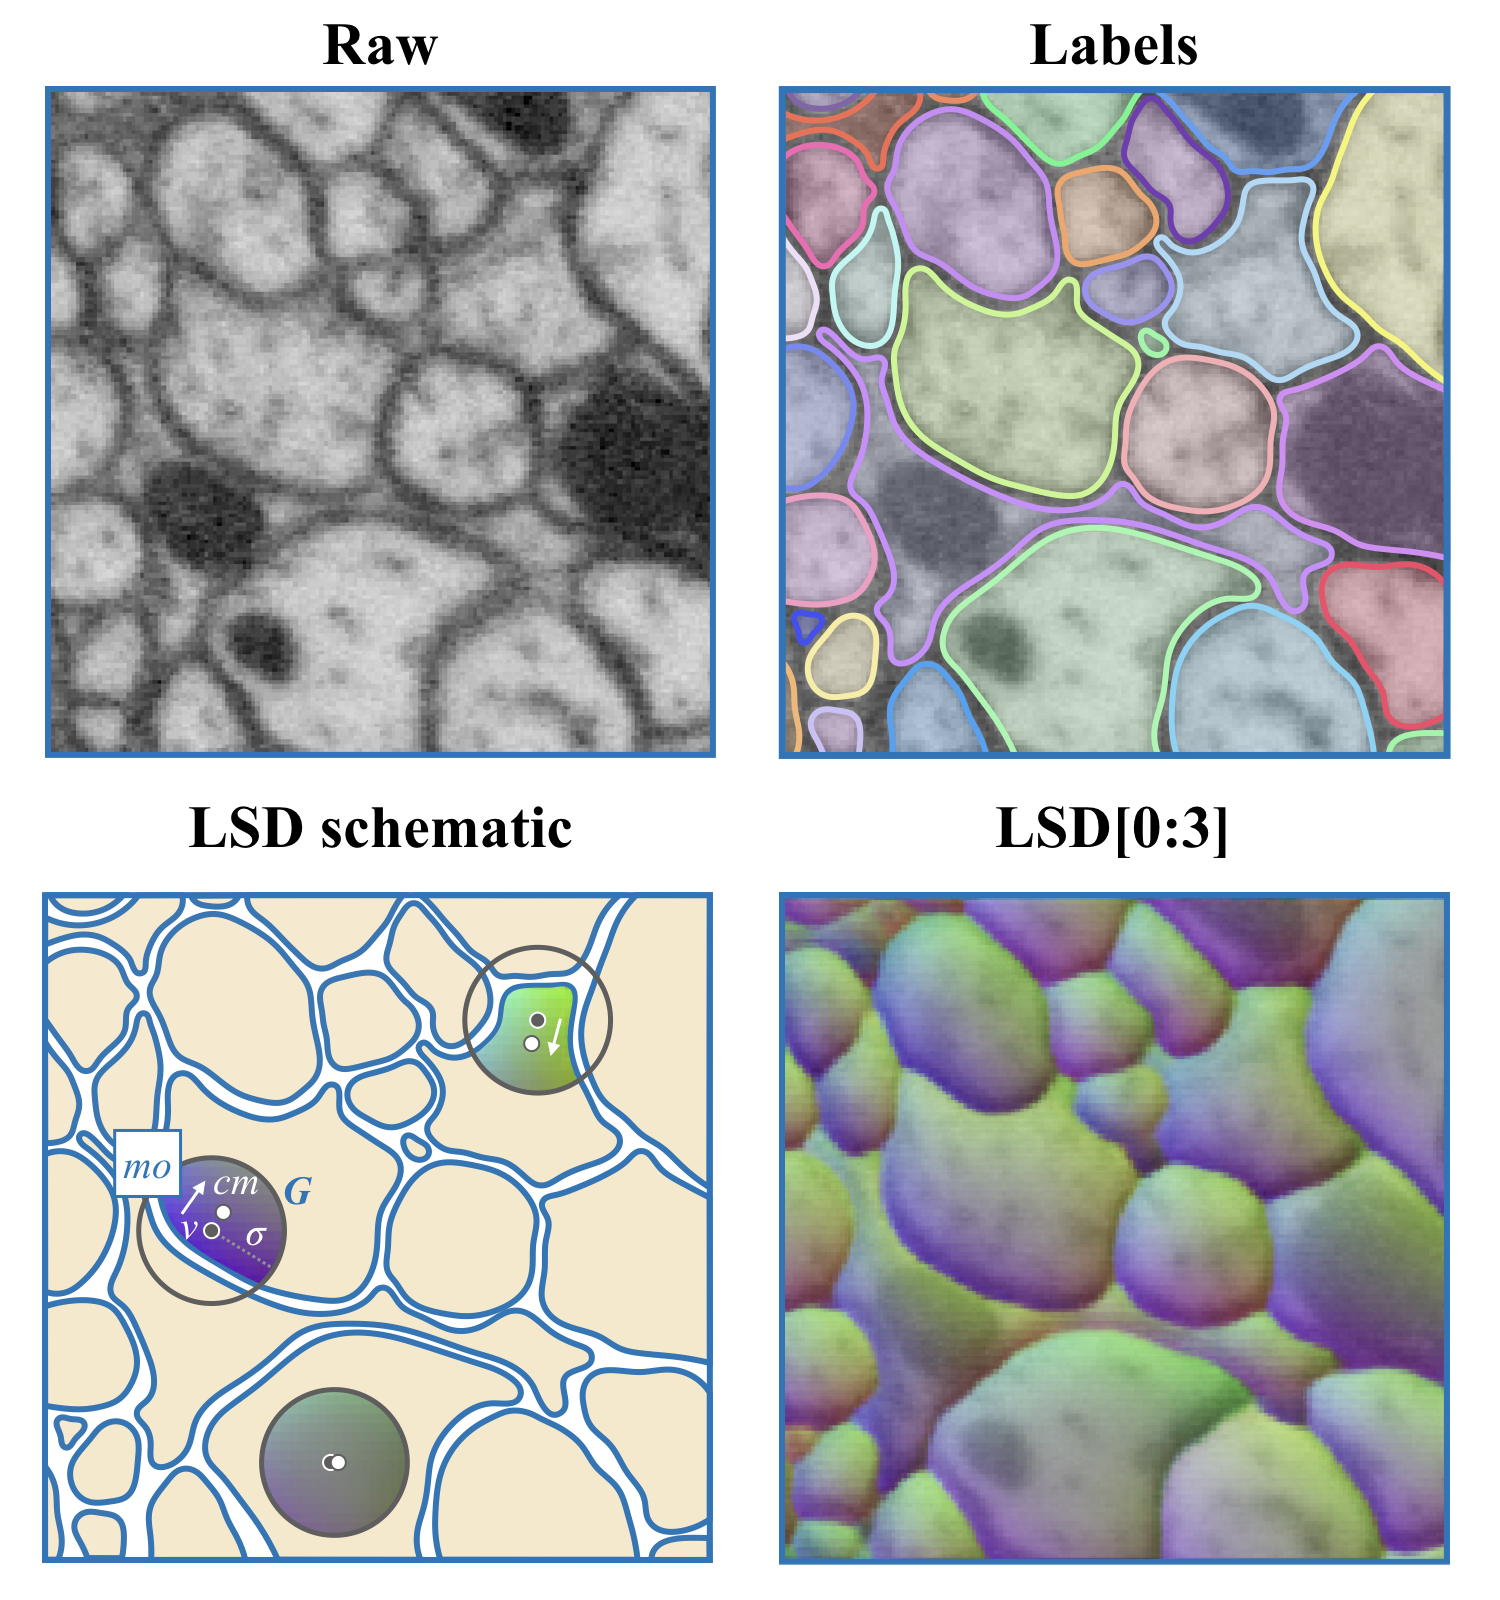 Raw
Labels
LSD schematic
LSD[0:3]
mo
cm
G
v
σ